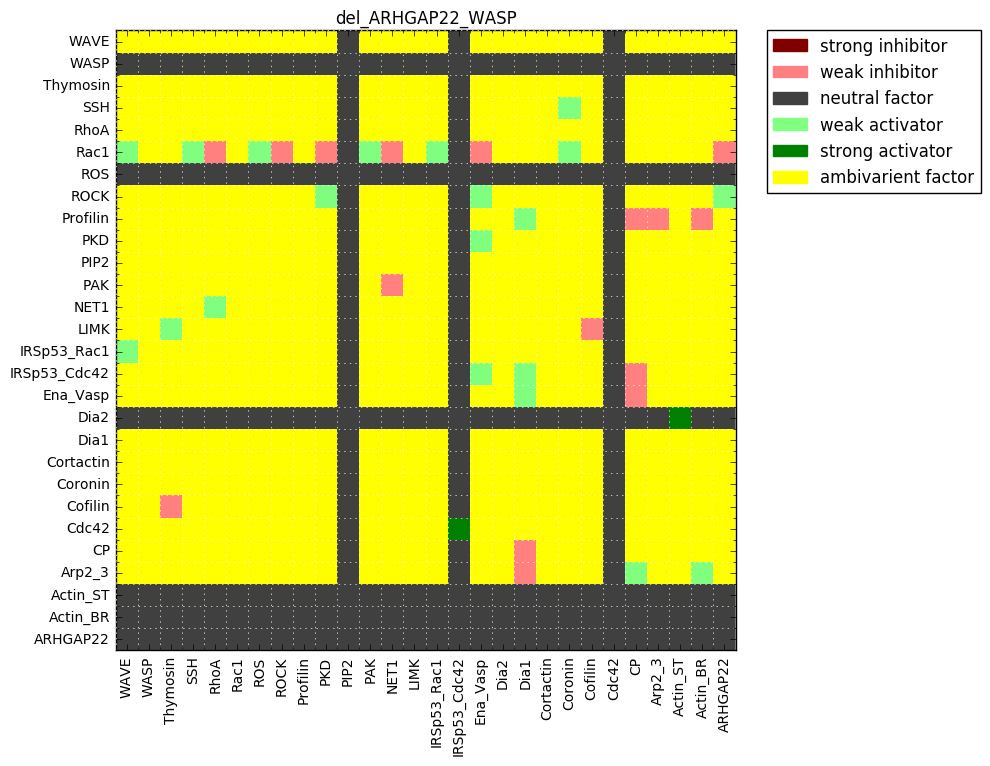 del_ARHGAP22_WASP
WAVE
WASP
Thymosin
SSH
RhoA
Rac1
ROS
ROCK
Profilin
PKD
PIP2
PAK
NET1
LIMK
IRSp53_Rac1
IRSp53_Cdc42
Ena_Vasp
Dia2
Dia1
Cortactin
Coronin
Cofilin
Cdc42
CP
Arp2_3
Actin_ST
Actin_BR
ARHGAP22
WAVE
WASP
Thymosin
SSH
RhoA
Rac1
ROS
ROCK
Profilin
PKD
PIP2
PAK
NET1
LIMK
IRSp53_Rac1
IRSp53_Cdc42
Ena_Vasp
Dia2
Dia1
Cortactin
Coronin
Cofilin
Cdc42
CP
Arp2_3
Actin_ST
Actin_BR
ARHGAP22
strong inhibitor
weak inhibitor
neutral factor
weak activator
strong activator
ambivarient factor